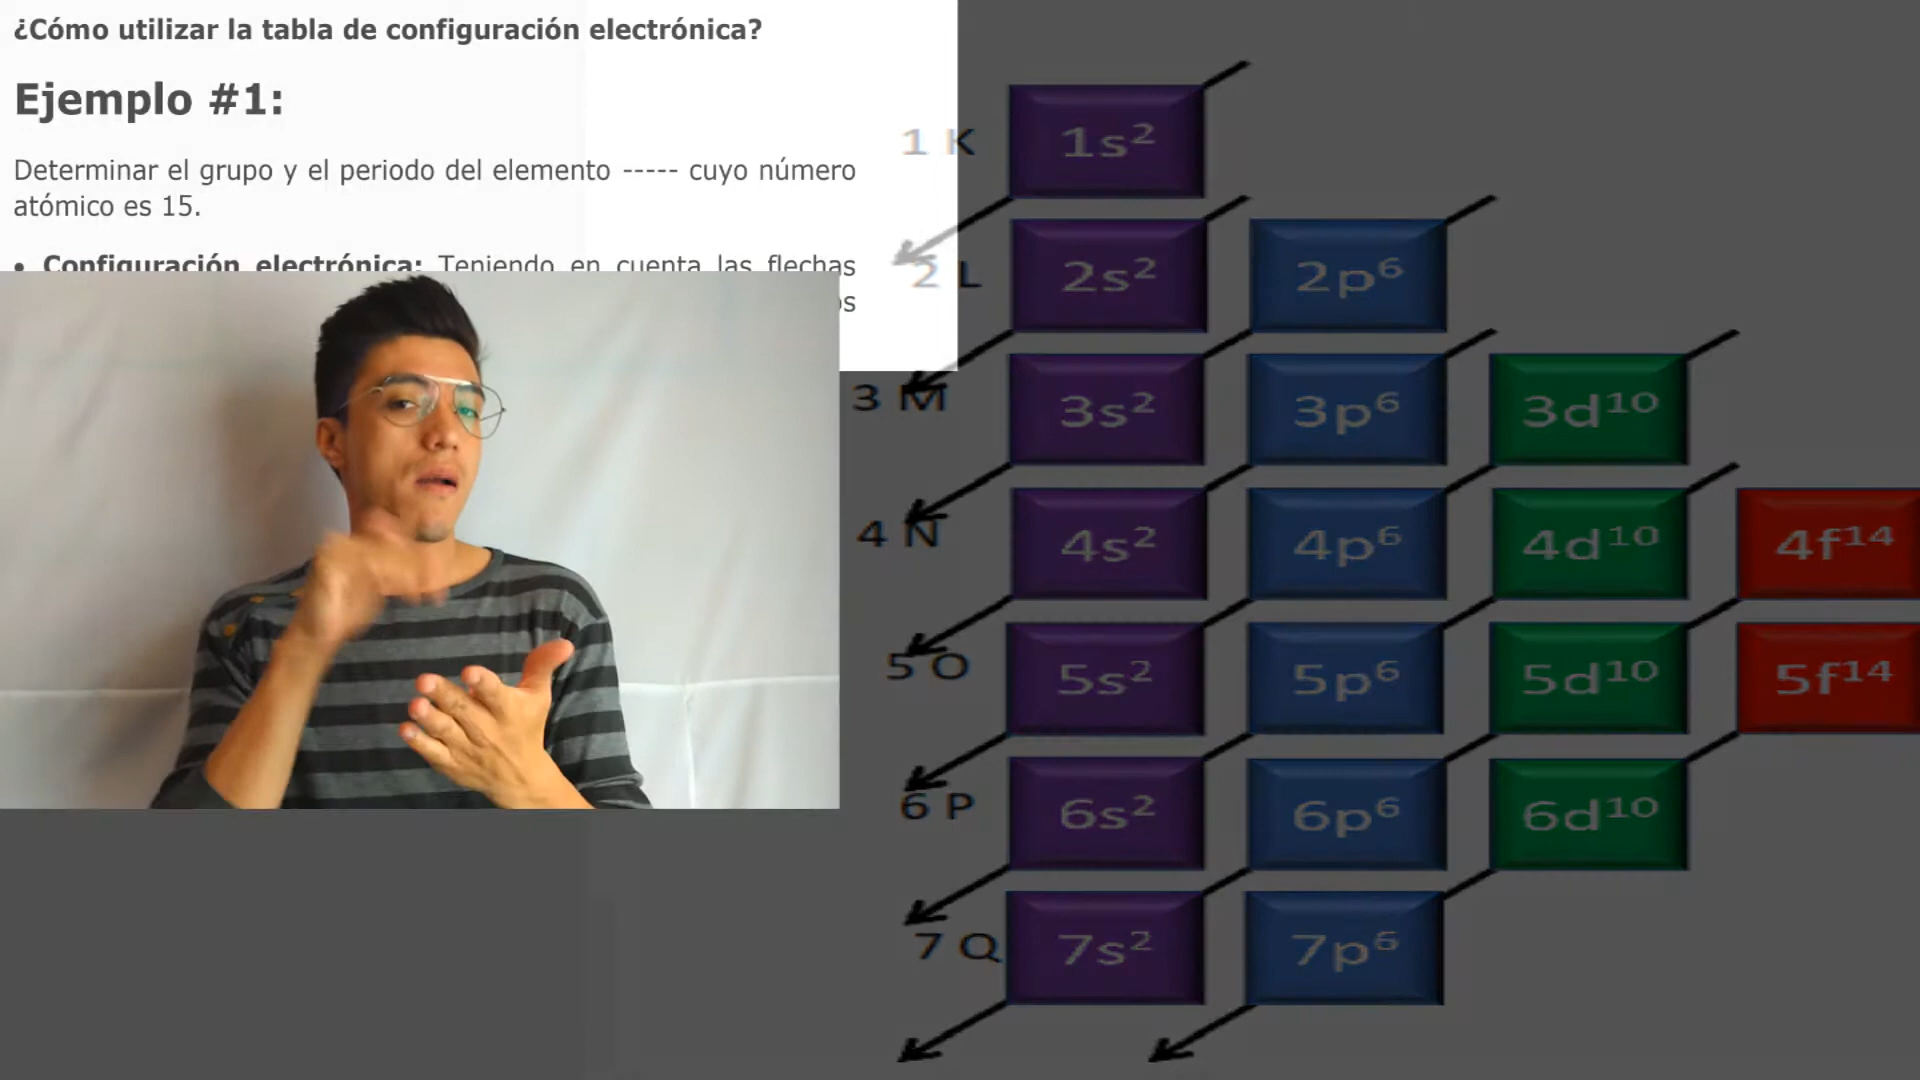 ¿Cómo utilizar la tabla de configuración electrónica?
Ejemplo #1:
Determinar el grupo y el periodo del elemento ----- cuyo número
atómico es 15.
• Configuración electrónica: Teniendo en cuenta las flechas
os
1 K 1s²
2 L 2s² 2p⁶
3 M 3s² 3p⁶ 3d¹⁰
4 N 4s² 4p⁶ 4d¹⁰ 4f¹⁴
5 O 5s² 5p⁶ 5d¹⁰ 5f¹⁴
6 P 6s² 6p⁶ 6d¹⁰
7 Q 7s² 7p⁶